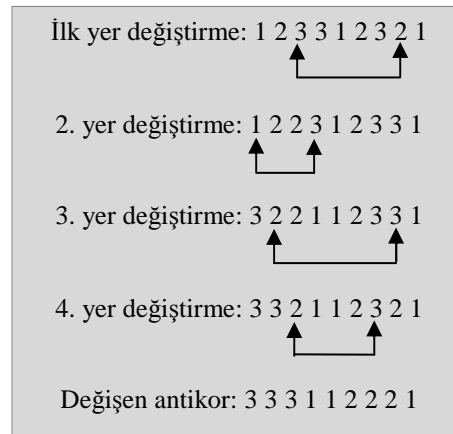 İlk yer değiştirme: 1 2 3 3 1 2 3 2 1
2. yer değiştirme: 1 2 2 3 1 2 3 3 1
3. yer değiştirme: 3 2 2 1 1 2 3 3 1
4. yer değiştirme: 3 3 2 1 1 2 3 2 1
Değişen antikor: 3 3 3 1 1 2 2 2 1